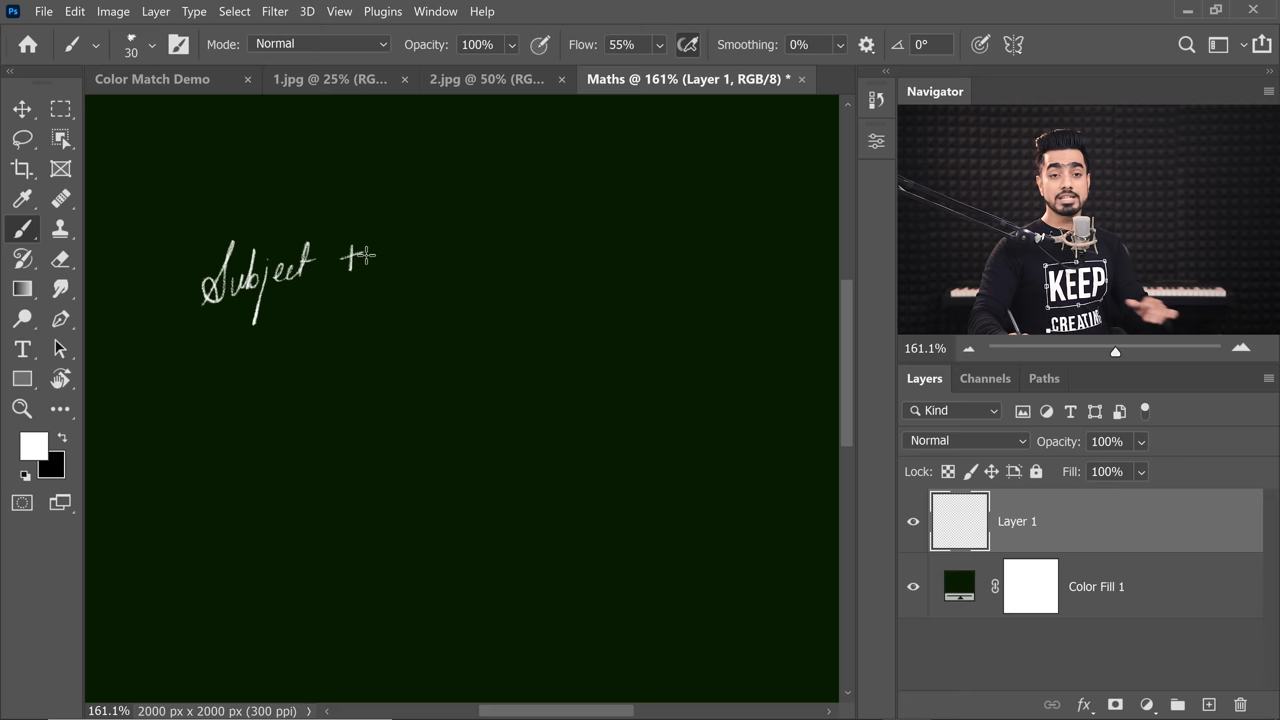 Ps File Edit Image Layer Type Select Filter 3D View Plugins Window Help
30 Mode: Normal Opacity: 100% Flow: 55% Smoothing: 0% 0°
Color Match Demo × 1.jpg @ 25% (RG... × 2.jpg @ 50% (RG... × Maths @ 161% (Layer 1, RGB/8) * ×
Navigator
KEEP
CREATING
Subject t
161.1%
Layers Channels Paths
Kind
Normal Opacity: 100%
Lock: Fill: 100%
Layer 1
Color Fill 1
161.1% 2000 px x 2000 px (300 ppi)
fx